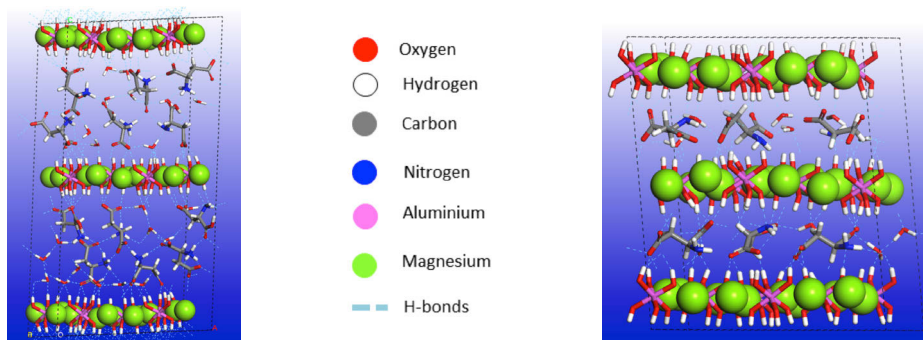 Oxygen
Hydrogen
Carbon
Nitrogen
Aluminium
Magnesium
H-bonds